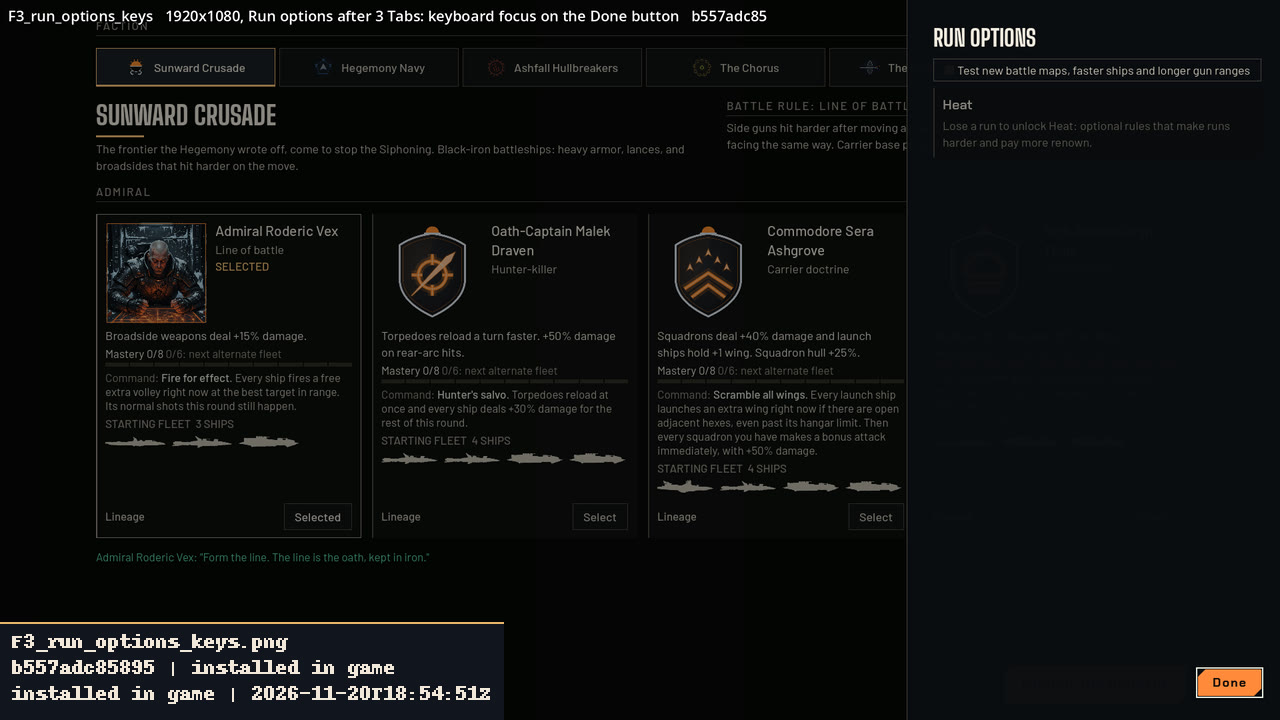 F3_run_options_keys 1920x1080, Run options after 3 Tabs: keyboard focus on the Done button b557adc85
FACTION
Sunward Crusade
Hegemony Navy
Ashfall Hullbreakers
The Chorus
The
SUNWARD CRUSADE
The frontier the Hegemony wrote off, come to stop the Siphoning. Black-iron battleships: heavy armor, lances, and
broadsides that hit harder on the move.
BATTLE RULE: LINE OF BATTL
Side guns hit harder after moving a
facing the same way. Carrier base p
ADMIRAL
Admiral Roderic Vex
Line of battle
SELECTED
Broadside weapons deal +15% damage.
Mastery 0/8 0/6: next alternate fleet
Command: Fire for effect. Every ship fires a free
extra volley right now at the best target in range.
Its normal shots this round still happen.
STARTING FLEET 3 SHIPS
Lineage
Selected
Oath-Captain Malek
Draven
Hunter-killer
Torpedoes reload a turn faster. +50% damage
on rear-arc hits.
Mastery 0/8 0/6: next alternate fleet
Command: Hunter's salvo. Torpedoes reload at
once and every ship deals +30% damage for the
rest of this round.
STARTING FLEET 4 SHIPS
Lineage
Select
Commodore Sera
Ashgrove
Carrier doctrine
Squadrons deal +40% damage and launch
ships hold +1 wing. Squadron hull +25%.
Mastery 0/8 0/6: next alternate fleet
Command: Scramble all wings. Every launch ship
launches an extra wing right now if there are open
adjacent hexes, even past its hangar limit. Then
every squadron you have makes a bonus attack
immediately, with +50% damage.
STARTING FLEET 4 SHIPS
Lineage
Select
Admiral Roderic Vex: "Form the line. The line is the oath, kept in iron."
RUN OPTIONS
Test new battle maps, faster ships and longer gun ranges
Heat
Lose a run to unlock Heat: optional rules that make runs
harder and pay more renown.
Done
F3_run_options_keys.png
b557adc85895 | installed in game
installed in game | 2026-11-20T18:54:51Z